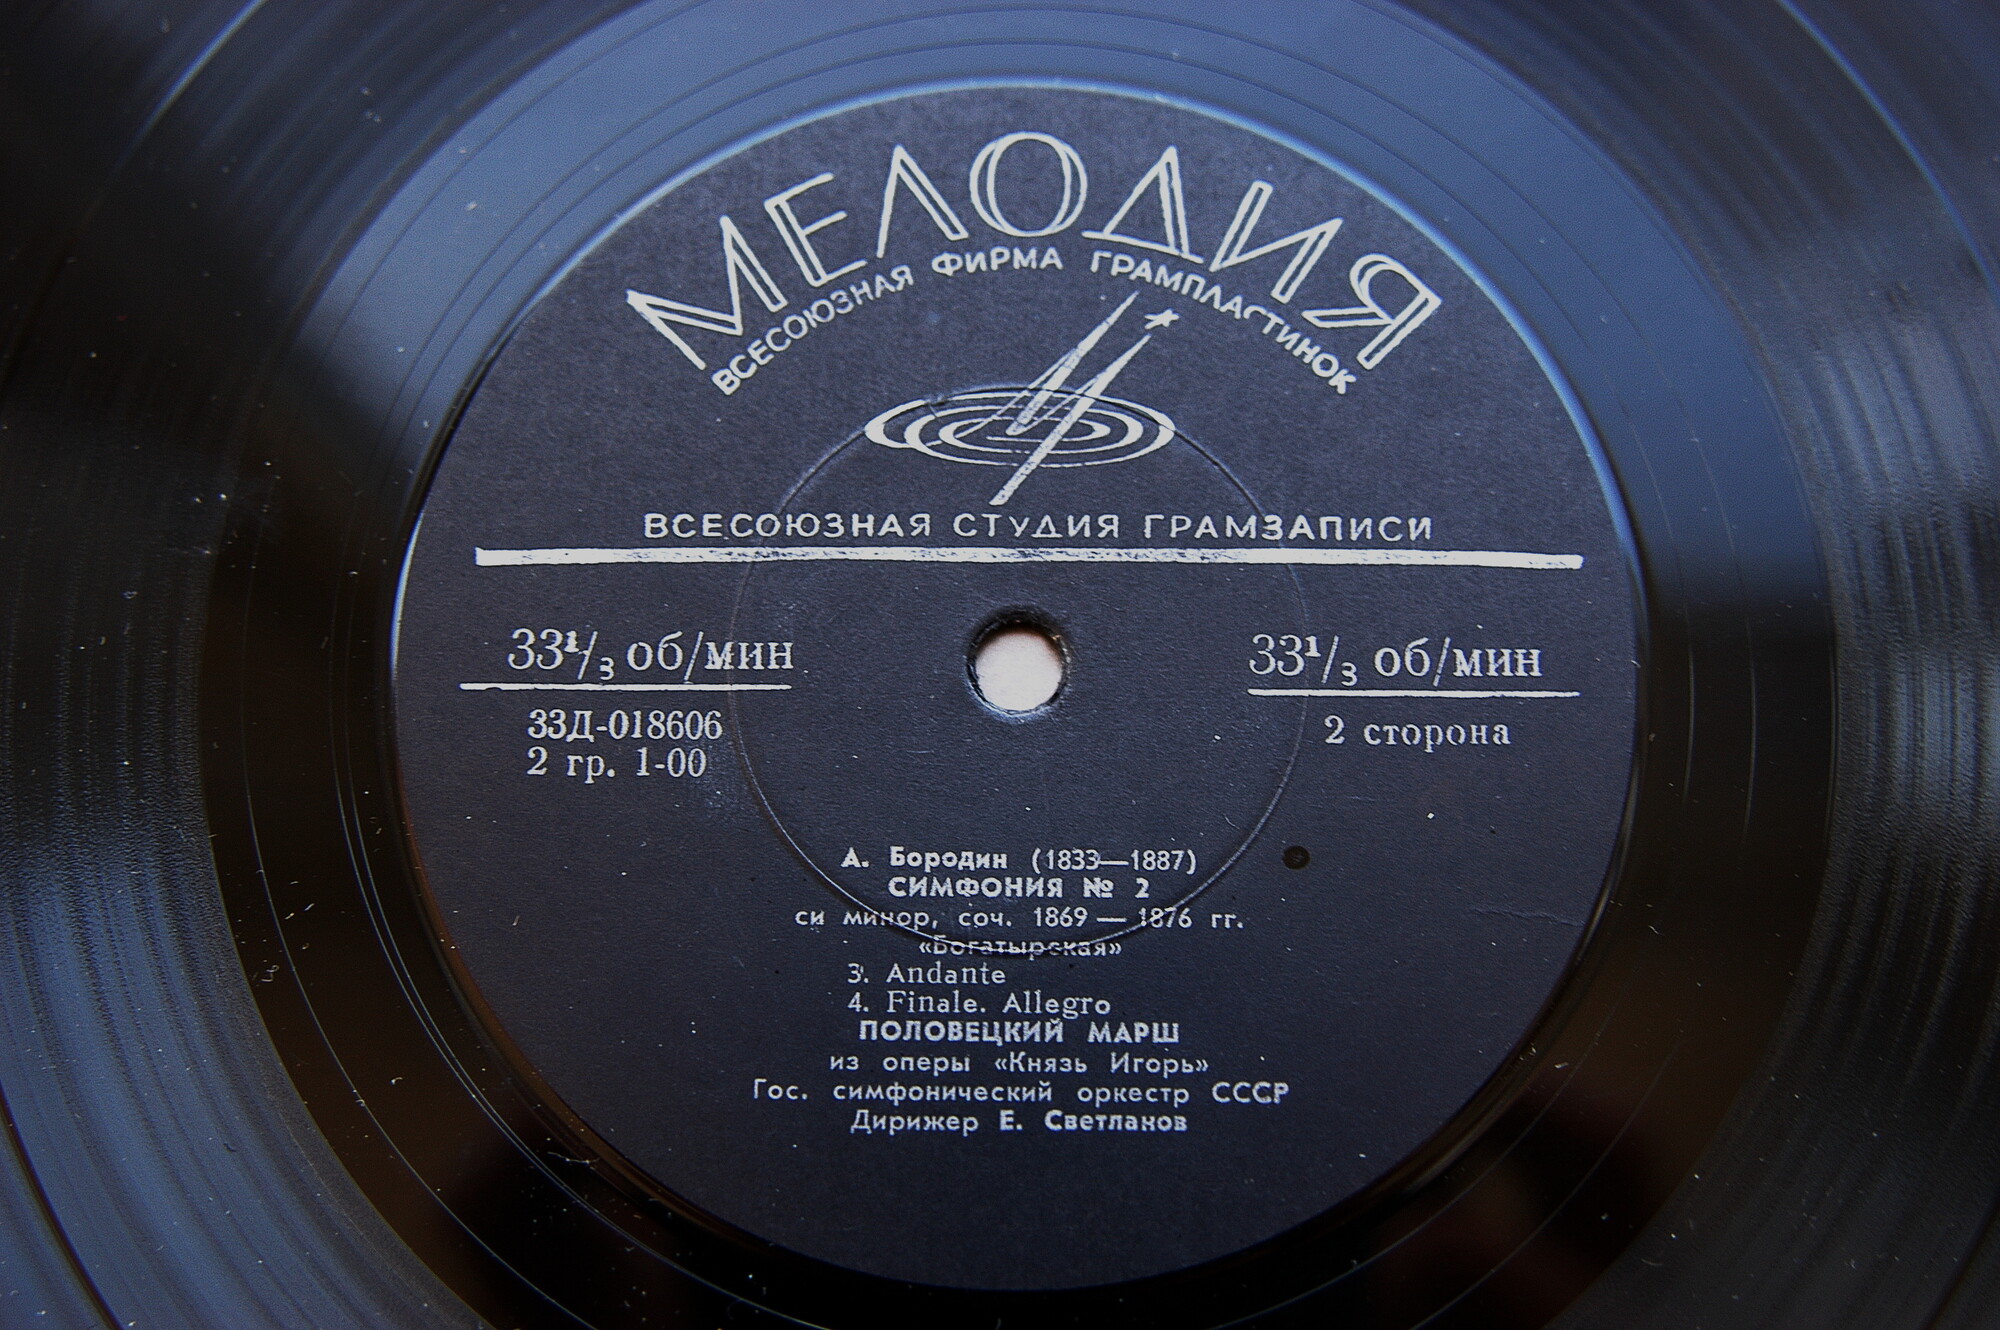 МЕЛОДИЯ
ВСЕСОЮЗНАЯ ФИРМА ГРАМПЛАСТИНОК
ВСЕСОЮЗНАЯ СТУДИЯ ГРАМЗАПИСИ
33¹/₃ об/мин
33Д-018606
2 гр. 1-00
33¹/₃ об/мин
2 сторона
А. Бородин (1833—1887)
СИМФОНИЯ № 2
си минор, соч. 1869 — 1876 гг.
«Богатырская»
3. Andante
4. Finale. Allegro
ПОЛОВЕЦКИЙ МАРШ
из оперы «Князь Игорь»
Гос. симфонический оркестр СССР
Дирижер Е. Светланов